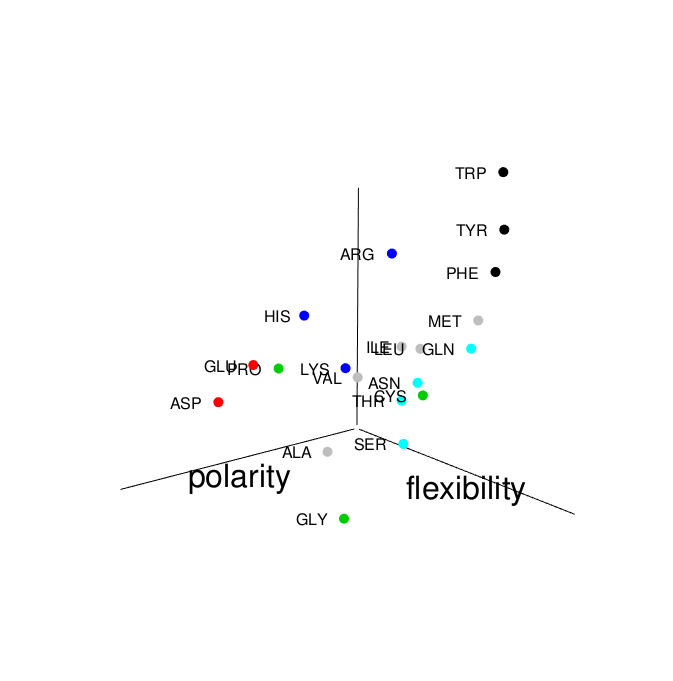 TRP
TYR
ARG
PHE
HIS
MET
ILE
LEU
GLN
GLU
PRO
LYS
VAL
ASN
CYS
THR
ASP
SER
ALA
polarity
flexibility
GLY